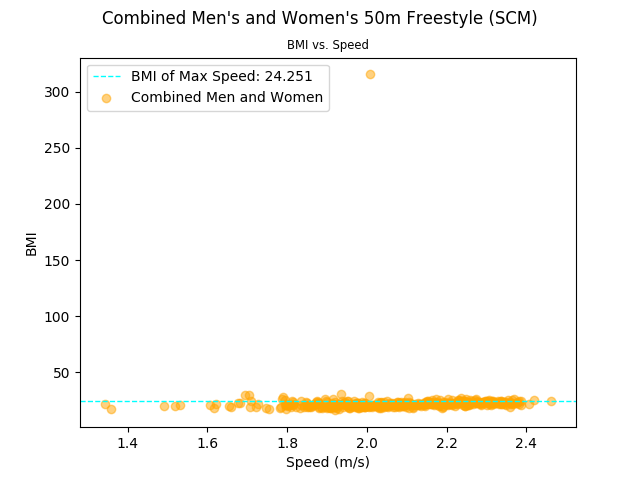 Combined Men's and Women's 50m Freestyle (SCM)
BMI vs. Speed
BMI of Max Speed: 24.251
Combined Men and Women
300
250
200
150
100
50
BMI
1.4 1.6 1.8 2.0 2.2 2.4
Speed (m/s)